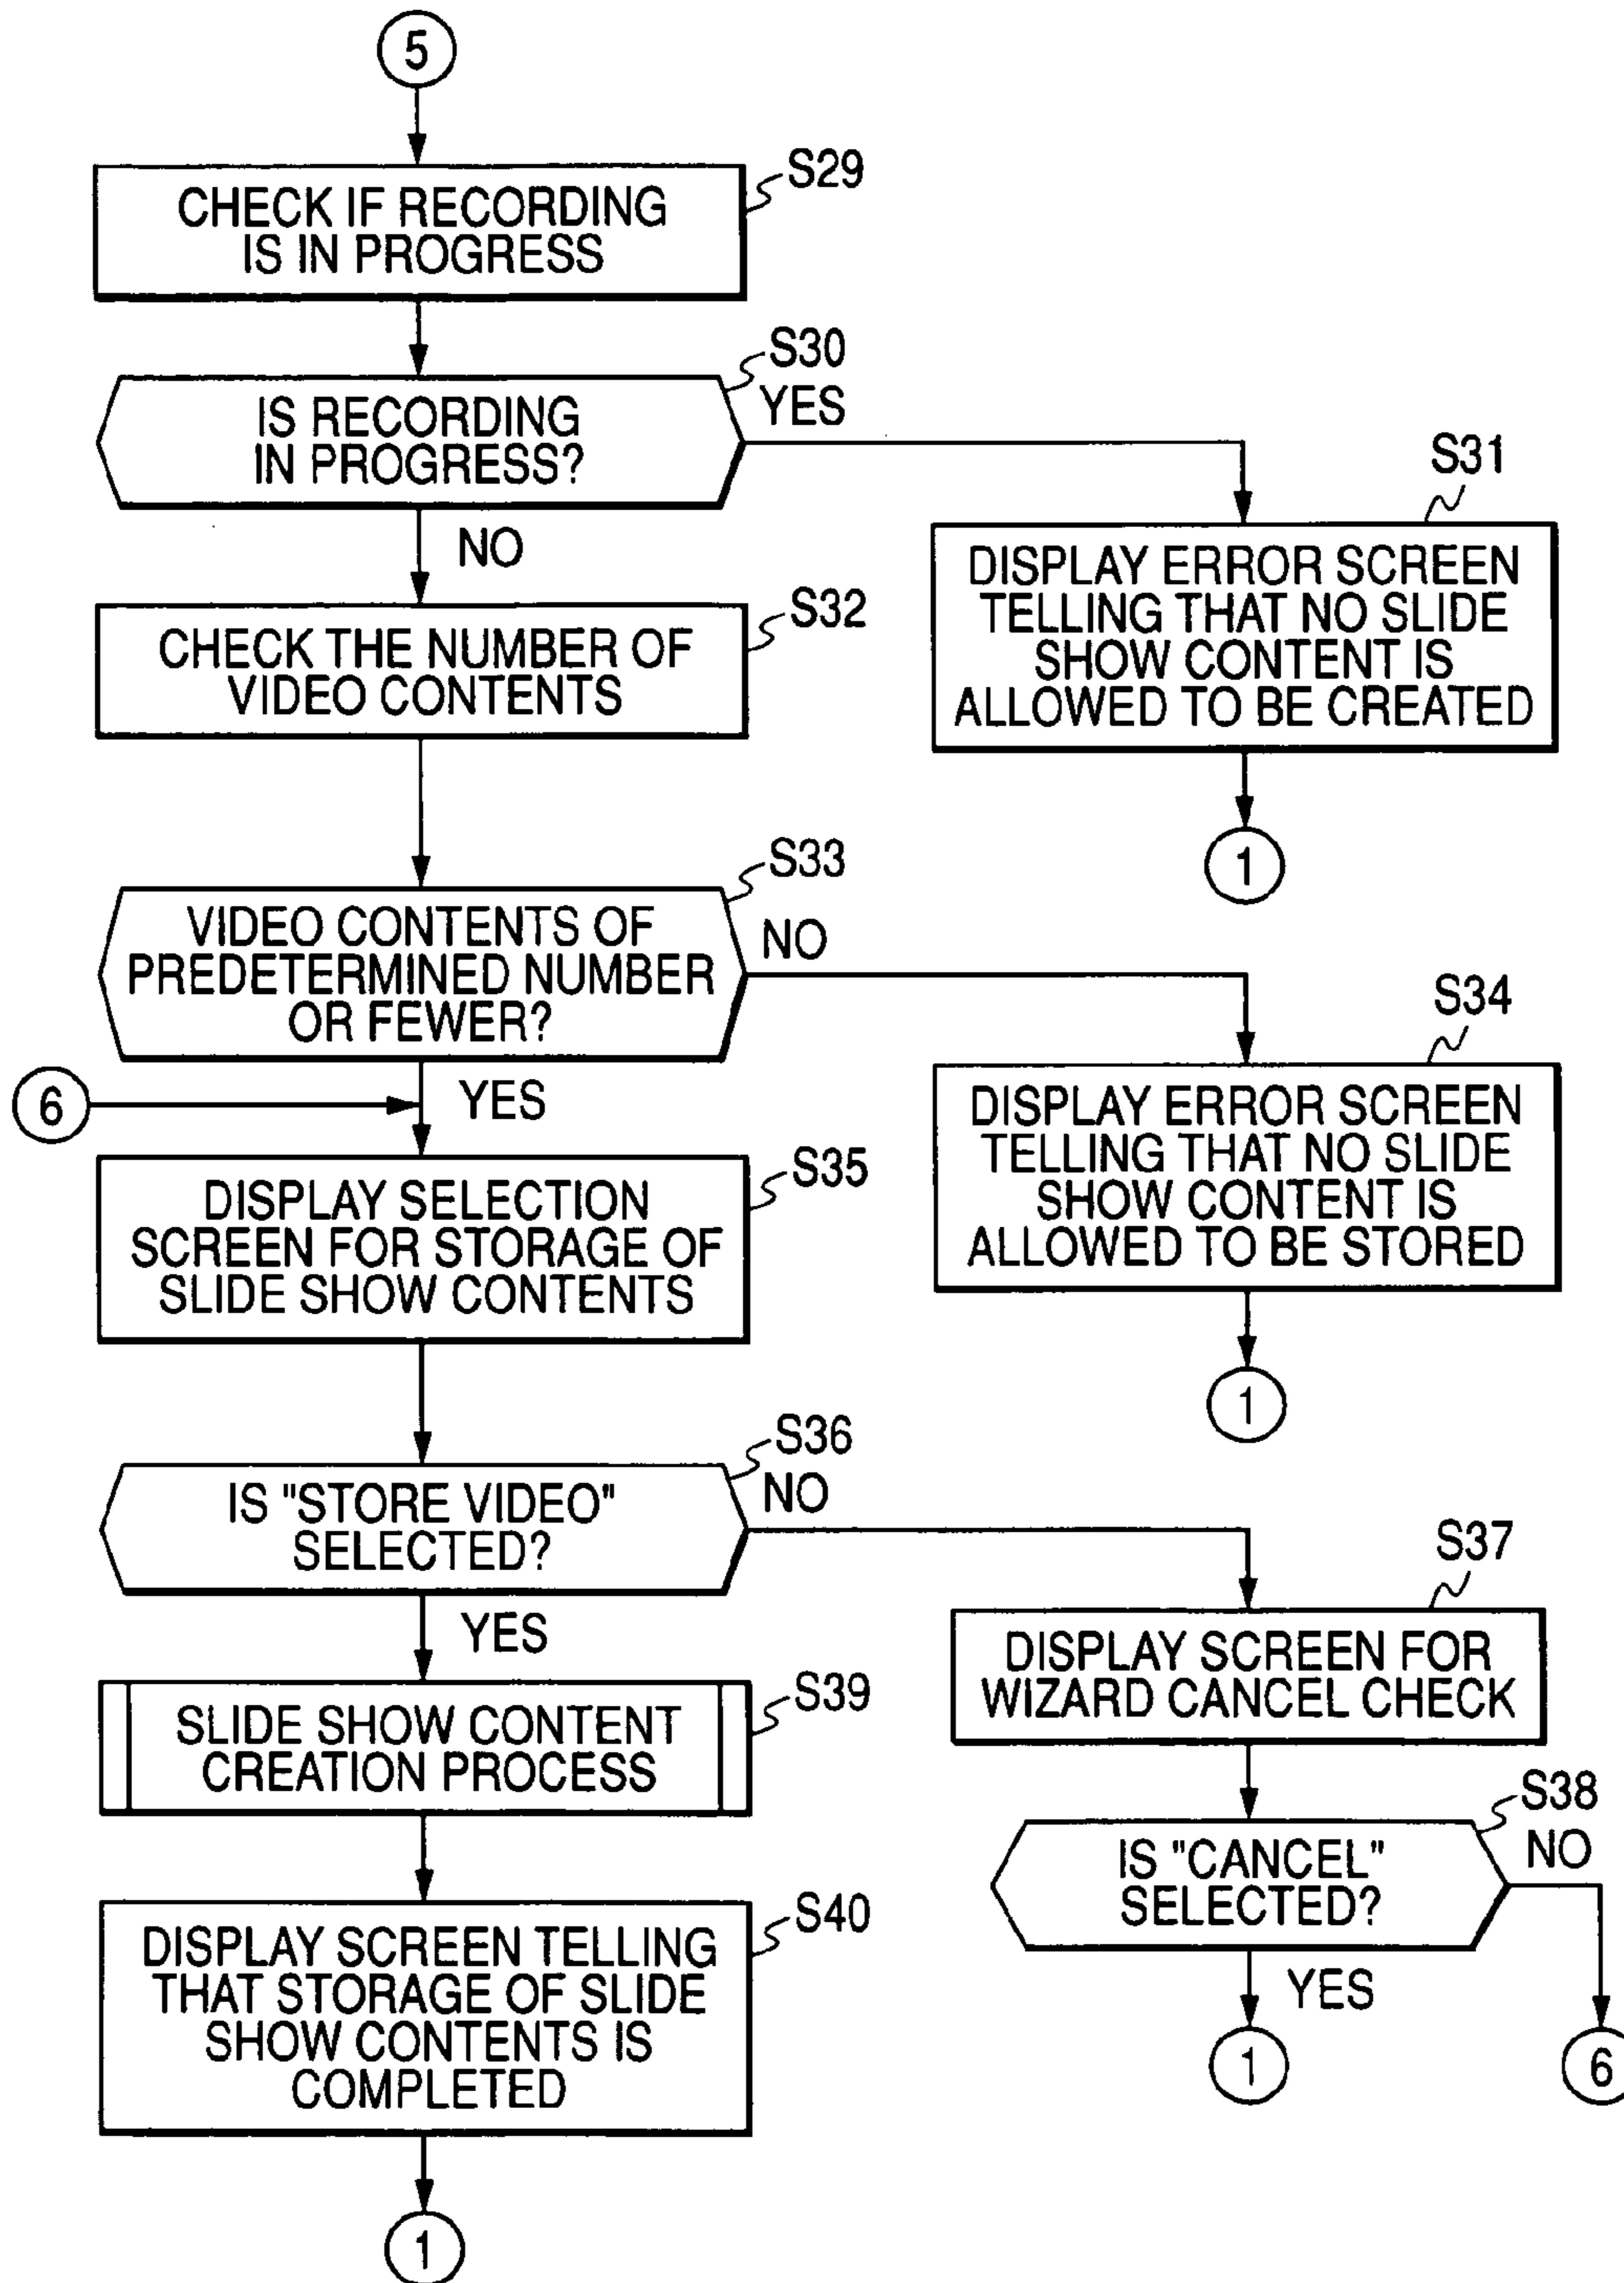 5
S29
CHECK IF RECORDING
IS IN PROGRESS
S30
IS RECORDING
IN PROGRESS?
YES
NO
S31
DISPLAY ERROR SCREEN
TELLING THAT NO SLIDE
SHOW CONTENT IS
ALLOWED TO BE CREATED
1
S32
CHECK THE NUMBER OF
VIDEO CONTENTS
S33
VIDEO CONTENTS OF
PREDETERMINED NUMBER
OR FEWER?
NO
YES
6
S34
DISPLAY ERROR SCREEN
TELLING THAT NO SLIDE
SHOW CONTENT IS
ALLOWED TO BE STORED
1
S35
DISPLAY SELECTION
SCREEN FOR STORAGE OF
SLIDE SHOW CONTENTS
S36
IS "STORE VIDEO"
SELECTED?
NO
YES
S37
DISPLAY SCREEN FOR
WIZARD CANCEL CHECK
S38
IS "CANCEL"
SELECTED?
NO
YES
1
6
S39
SLIDE SHOW CONTENT
CREATION PROCESS
S40
DISPLAY SCREEN TELLING
THAT STORAGE OF SLIDE
SHOW CONTENTS IS
COMPLETED
1